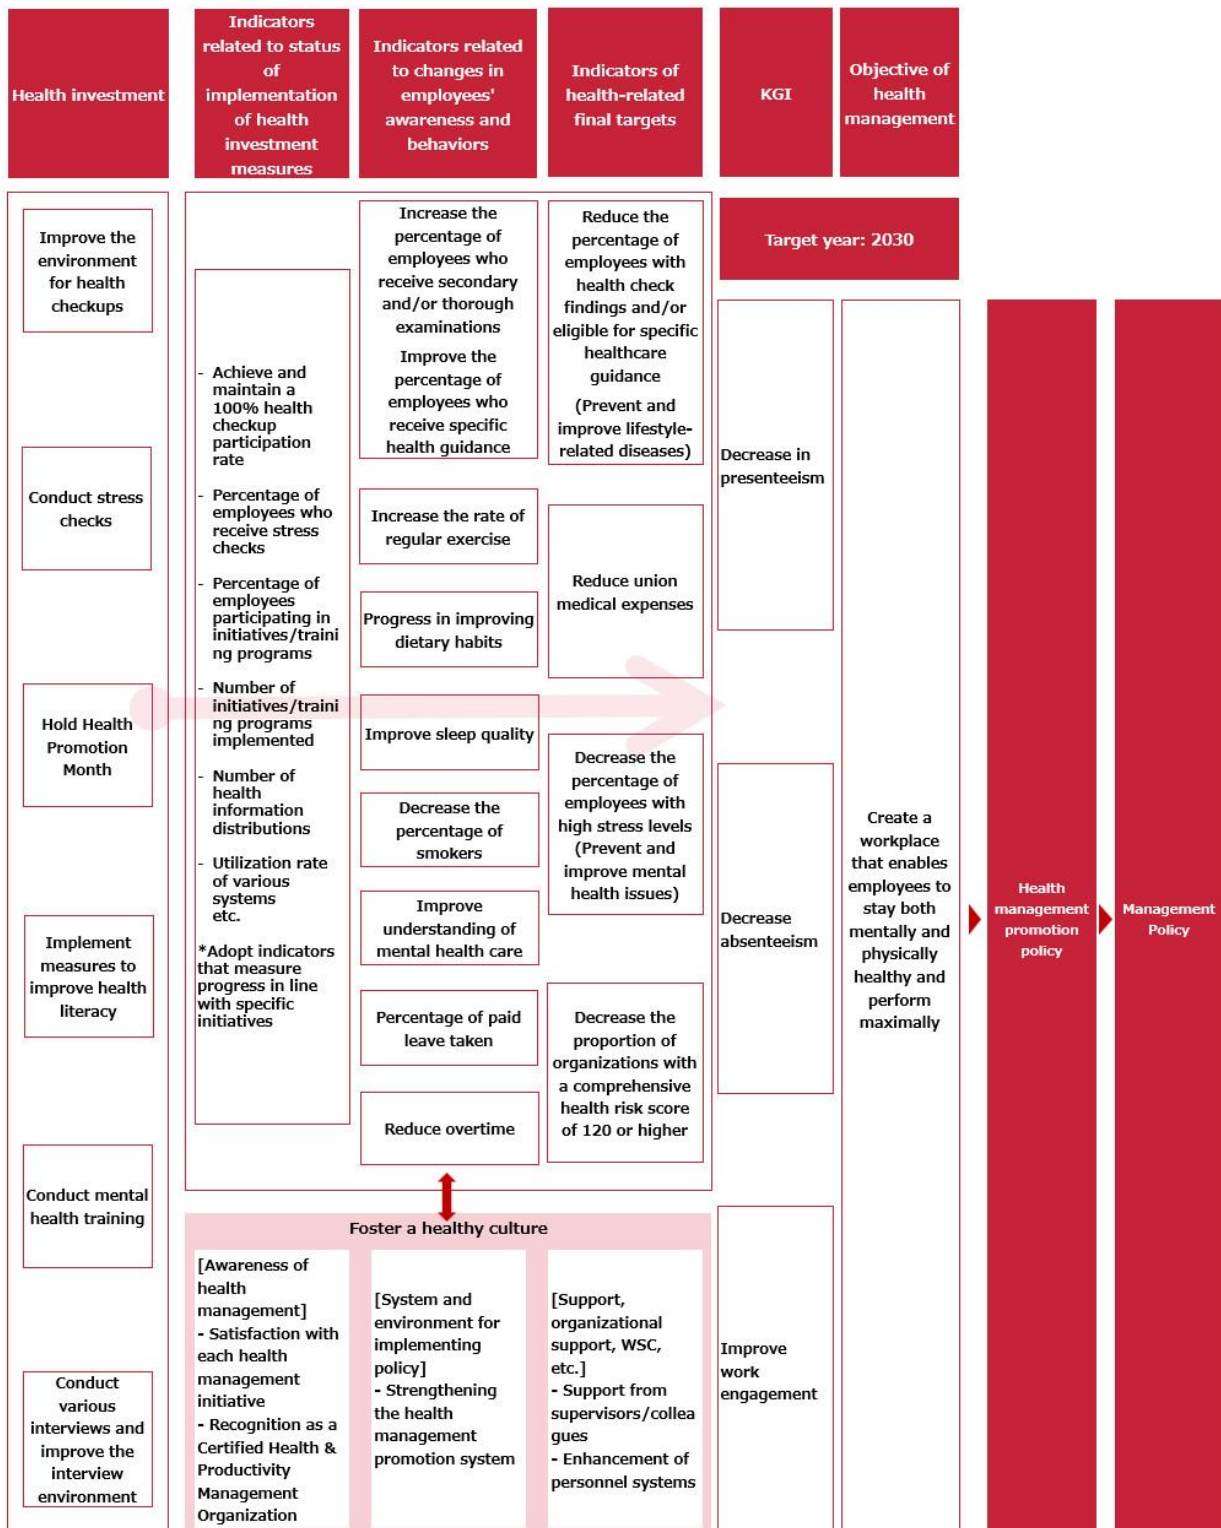 Health investment
Indicators
related to status
of
implementation
of health
investment
measures
Indicators related
to changes in
employees'
awareness and
behaviors
Indicators of
health-related
final targets
KGI
Objective of
health
management
Target year: 2030
Improve the
environment
for health
checkups
Conduct stress
checks
Hold Health
Promotion
Month
Implement
measures to
improve health
literacy
Conduct mental
health training
Conduct
various
interviews and
improve the
interview
environment
- Achieve and
maintain a
100% health
checkup
participation
rate
- Percentage of
employees who
receive stress
checks
- Percentage of
employees
participating in
initiatives/traini
ng programs
- Number of
initiatives/traini
ng programs
implemented
- Number of
health
information
distributions
- Utilization rate
of various
systems
etc.
*Adopt indicators
that measure
progress in line
with specific
initiatives
Increase the
percentage of
employees who
receive secondary
and/or thorough
examinations
Improve the
percentage of
employees who
receive specific
health guidance
Increase the rate of
regular exercise
Progress in improving
dietary habits
Improve sleep quality
Decrease the
percentage of
smokers
Improve
understanding of
mental health care
Percentage of paid
leave taken
Reduce overtime
Reduce the
percentage of
employees with
health check
findings and/or
eligible for specific
healthcare
guidance
(Prevent and
improve lifestyle-
related diseases)
Reduce union
medical expenses
Decrease the
percentage of
employees with
high stress levels
(Prevent and
improve mental
health issues)
Decrease the
proportion of
organizations with
a comprehensive
health risk score
of 120 or higher
Foster a healthy culture
[Awareness of
health
management]
- Satisfaction with
each health
management
initiative
- Recognition as a
Certified Health &
Productivity
Management
Organization
[System and
environment for
implementing
policy]
- Strengthening
the health
management
promotion system
[Support,
organizational
support, WSC,
etc.]
- Support from
supervisors/collea
gues
- Enhancement of
personnel systems
Decrease in
presenteeism
Decrease
absenteeism
Improve
work
engagement
Create a
workplace
that enables
employees to
stay both
mentally and
physically
healthy and
perform
maximally
Health
management
promotion
policy
Management
Policy